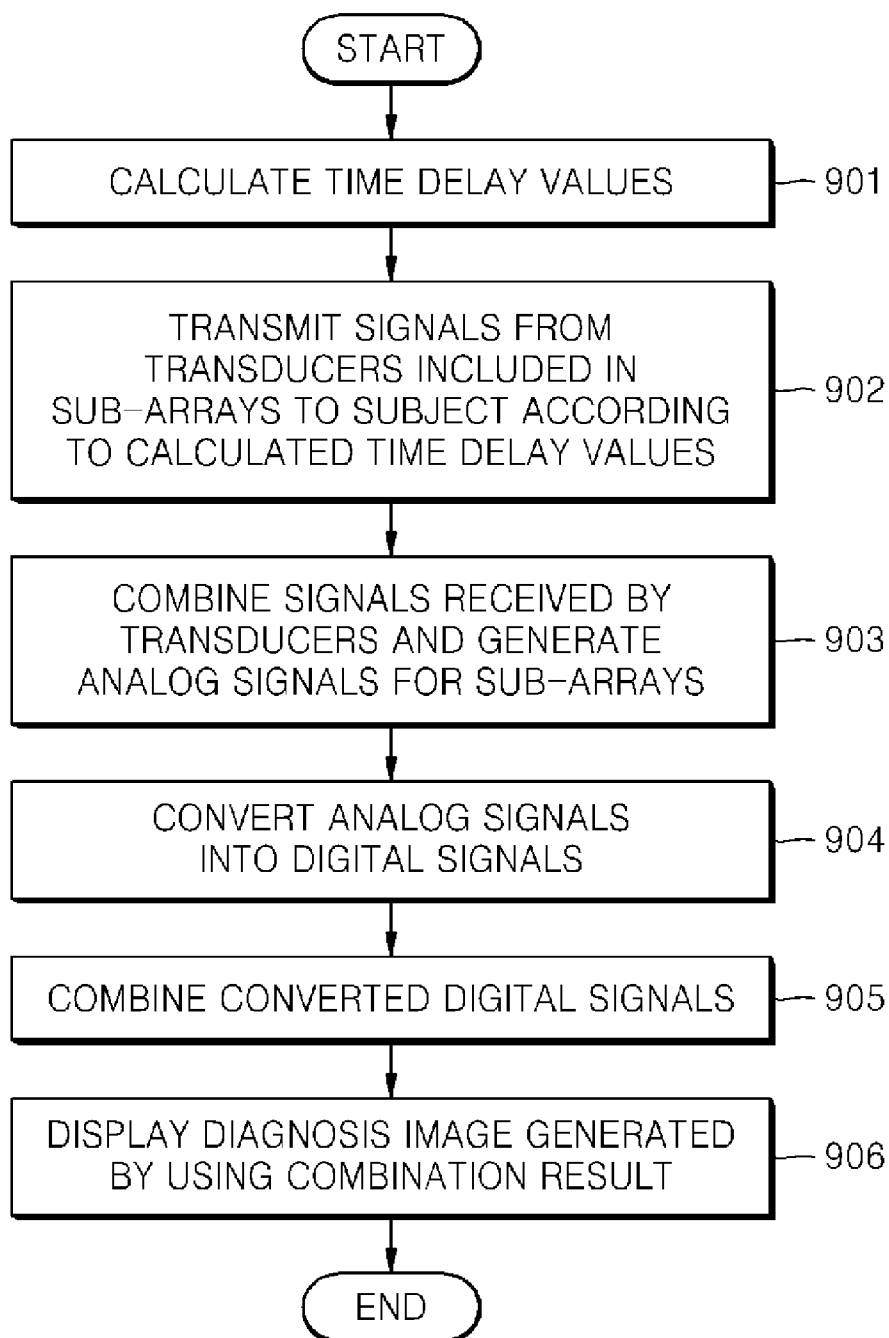 START
CALCULATE TIME DELAY VALUES
901
TRANSMIT SIGNALS FROM
TRANSDUCERS INCLUDED IN
SUB-ARRAYS TO SUBJECT ACCORDING
TO CALCULATED TIME DELAY VALUES
902
COMBINE SIGNALS RECEIVED BY
TRANSDUCERS AND GENERATE
ANALOG SIGNALS FOR SUB-ARRAYS
903
CONVERT ANALOG SIGNALS
INTO DIGITAL SIGNALS
904
COMBINE CONVERTED DIGITAL SIGNALS
905
DISPLAY DIAGNOSIS IMAGE GENERATED
BY USING COMBINATION RESULT
906
END